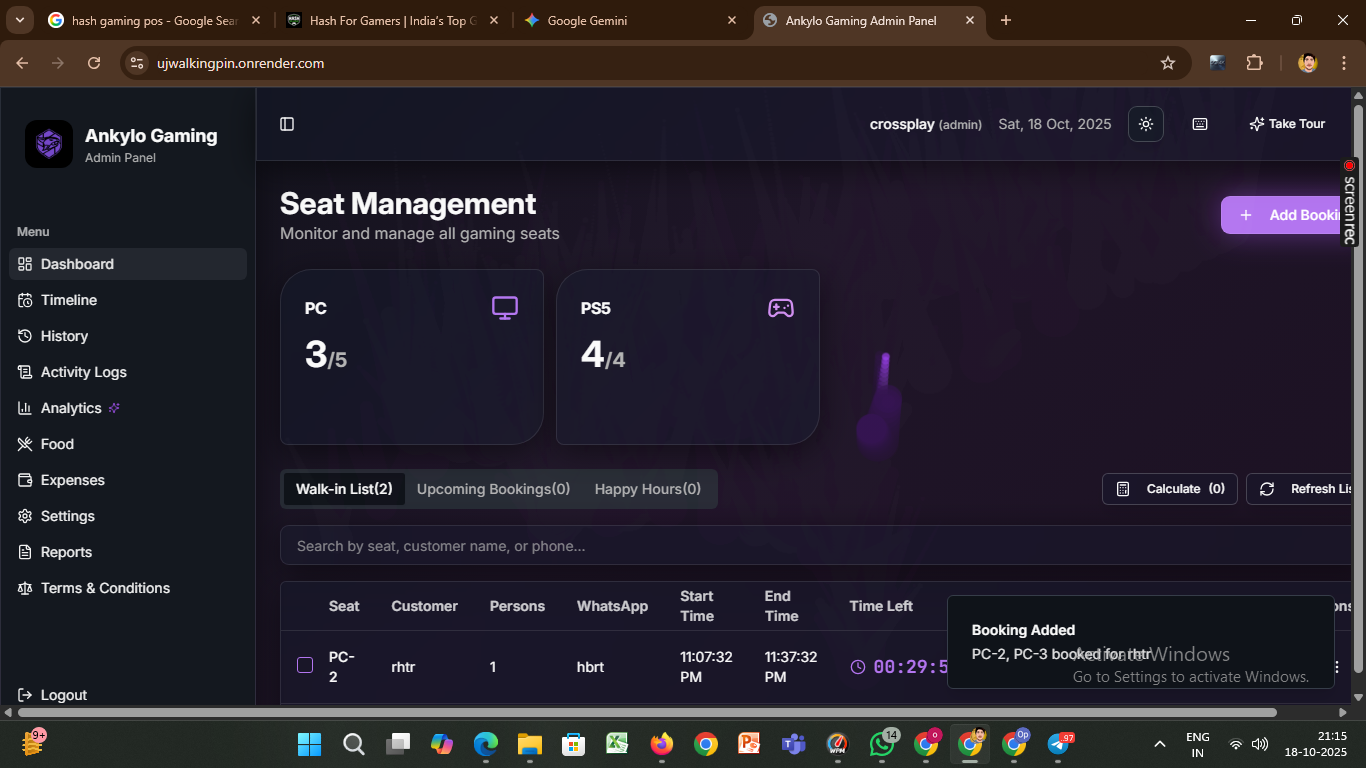 hash gaming pos - Google Sear
Hash For Gamers | India's Top G
Google Gemini
Ankylo Gaming Admin Panel
ujwalkingpin.onrender.com
Ankylo Gaming
Admin Panel
crossplay (admin)
Sat, 18 Oct, 2025
Take Tour
screenrec
Menu
Dashboard
Timeline
History
Activity Logs
Analytics
Food
Expenses
Settings
Reports
Terms & Conditions
Logout
Seat Management
Monitor and manage all gaming seats
+ Add Booki
PC
3/5
PS5
4/4
Walk-in List(2)
Upcoming Bookings(0)
Happy Hours(0)
Calculate (0)
Refresh Lis
Search by seat, customer name, or phone...
Seat
Customer
Persons
WhatsApp
Start Time
End Time
Time Left
ons
PC-2
rhtr
1
hbrt
11:07:32 PM
11:37:32 PM
00:29:5
Booking Added
PC-2, PC-3 booked for rhtr
Activate Windows
Go to Settings to activate Windows.
9+
14
97
ENG
IN
21:15
18-10-2025